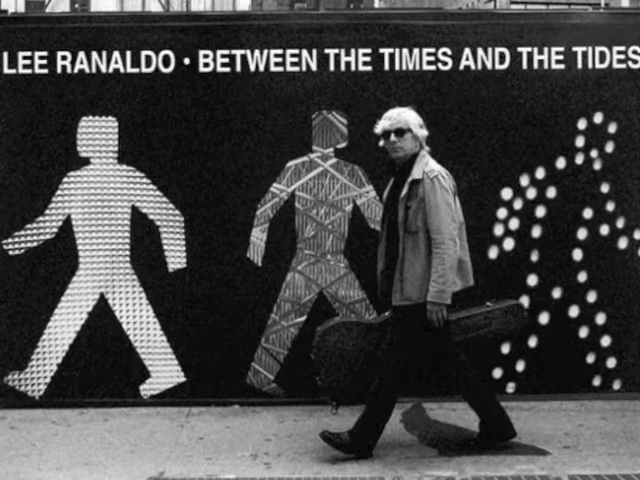 LEE RANALDO • BETWEEN THE TIMES AND THE TIDES